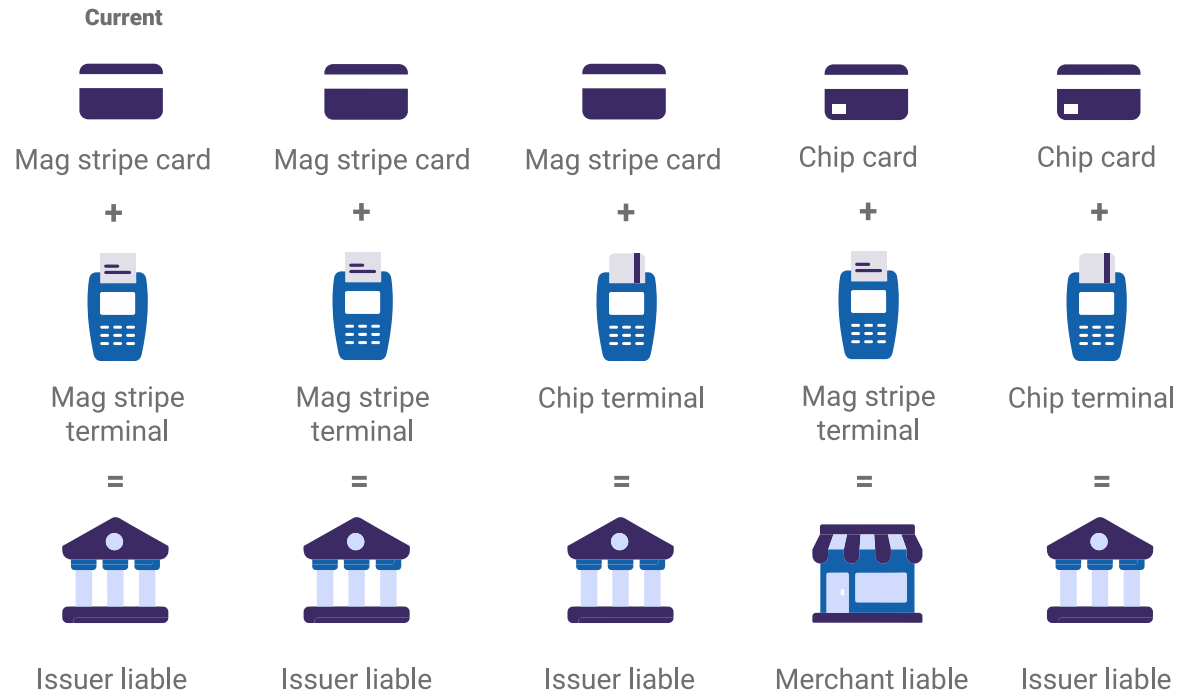 Current
Mag stripe card
Mag stripe card
Mag stripe card
Chip card
Chip card
+
+
+
+
+
Mag stripe
terminal
Mag stripe
terminal
Chip terminal
Mag stripe
terminal
Chip terminal
=
=
=
=
=
Issuer liable
Issuer liable
Issuer liable
Merchant liable
Issuer liable